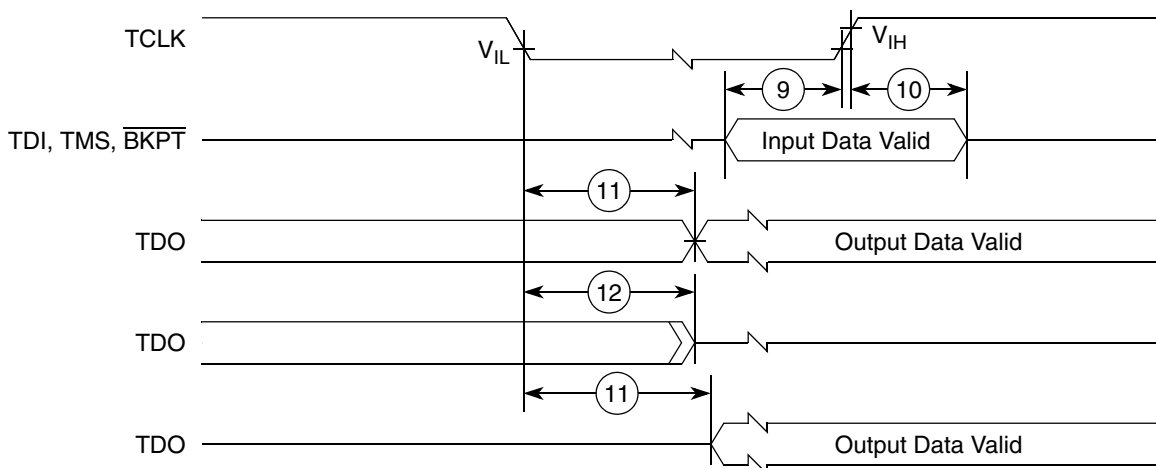 TCLK
VIL
VIH
9
10
TDI, TMS, BKPT
Input Data Valid
11
TDO
Output Data Valid
12
TDO
11
TDO
Output Data Valid